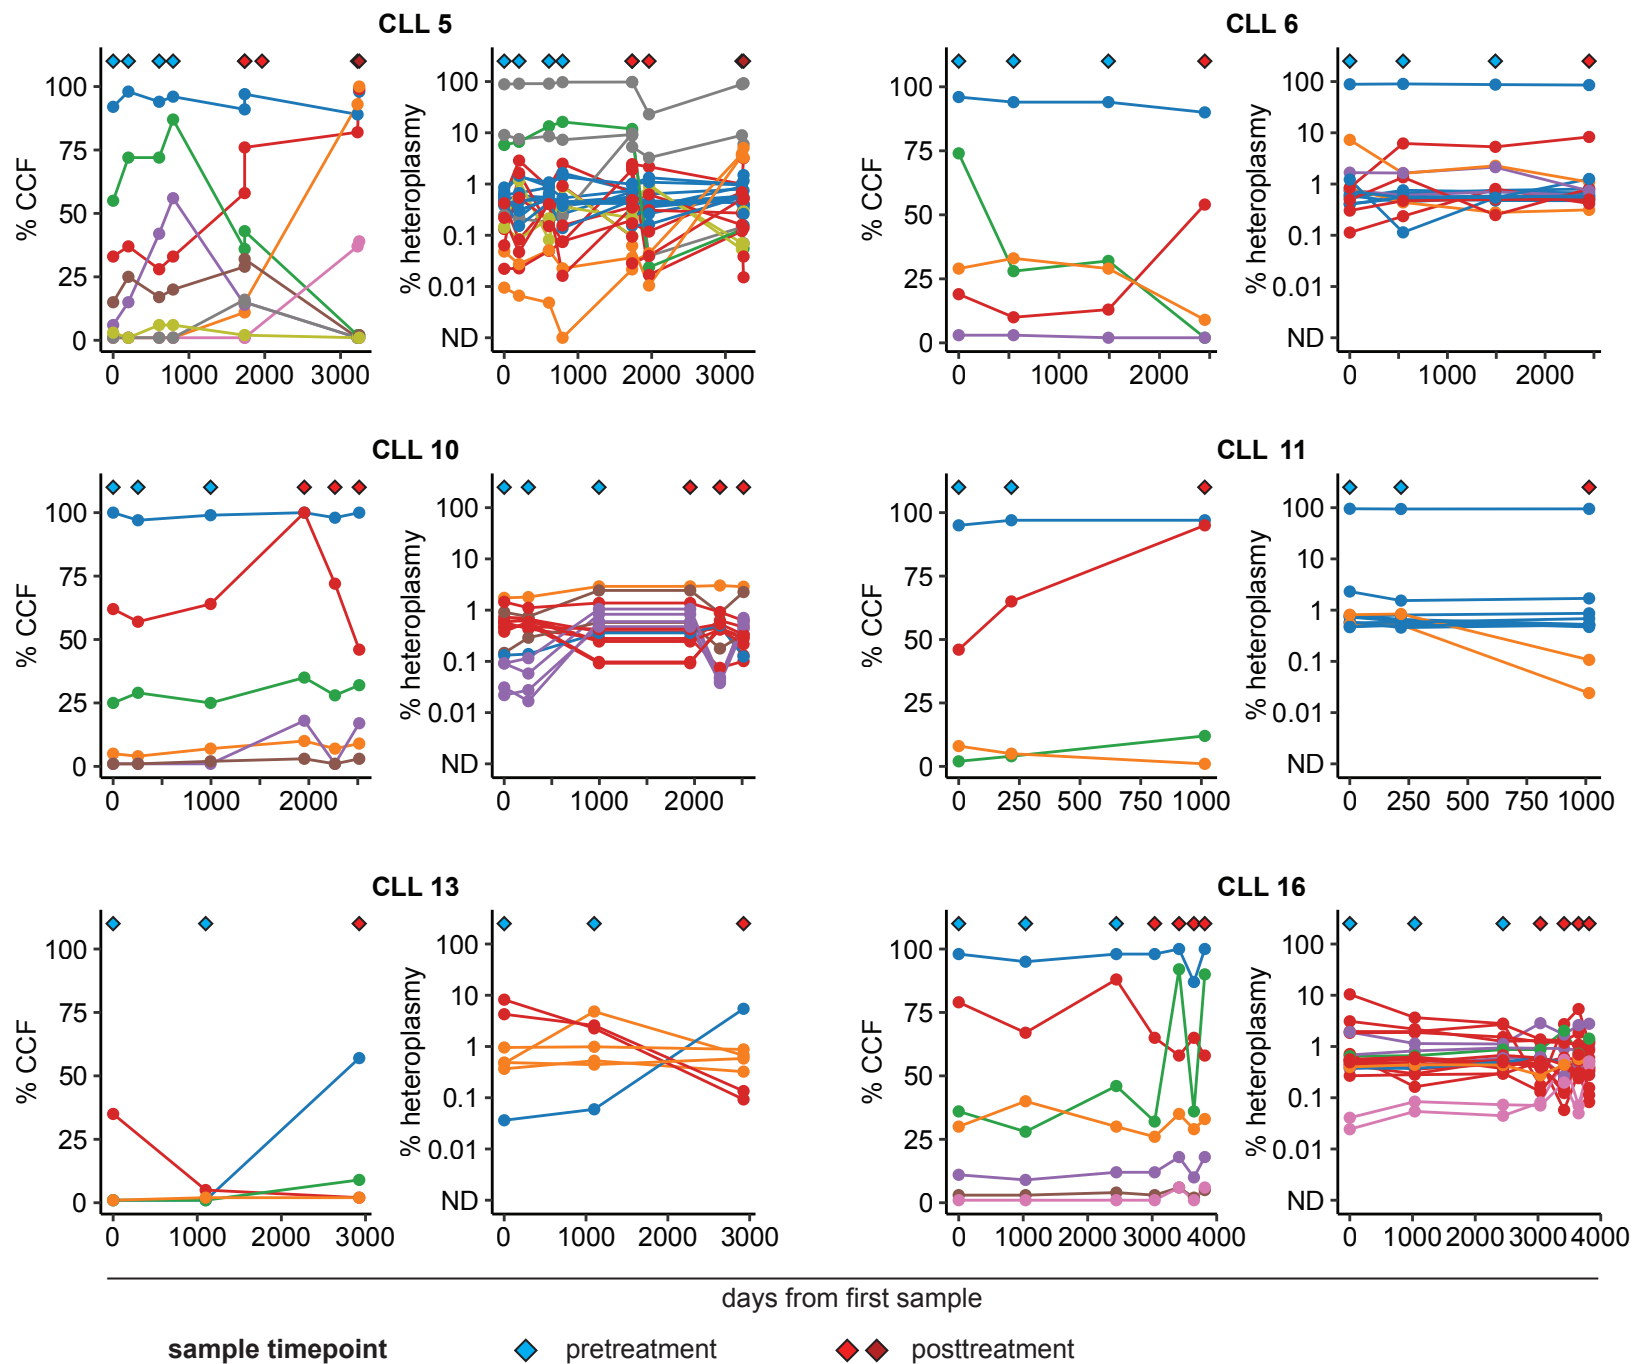 CLL 5
CLL 6
% CCF
100
75
50
25
0
0 1000 2000 3000
% heteroplasmy
100
10
1
0.1
0.01
ND
0 1000 2000 3000
% CCF
100
75
50
25
0
0 1000 2000
% heteroplasmy
100
10
1
0.1
0.01
ND
0 1000 2000
CLL 10
CLL 11
% CCF
100
75
50
25
0
0 1000 2000
% heteroplasmy
100
10
1
0.1
0.01
ND
0 1000 2000
% CCF
100
75
50
25
0
0 250 500 750 1000
% heteroplasmy
100
10
1
0.1
0.01
ND
0 250 500 750 1000
CLL 13
CLL 16
% CCF
100
75
50
25
0
0 1000 2000 3000
% heteroplasmy
100
10
1
0.1
0.01
ND
0 1000 2000 3000
% CCF
100
75
50
25
0
0 1000 2000 3000 4000
% heteroplasmy
100
10
1
0.1
0.01
ND
0 1000 2000 3000 4000
days from first sample
sample timepoint pretreatment posttreatment